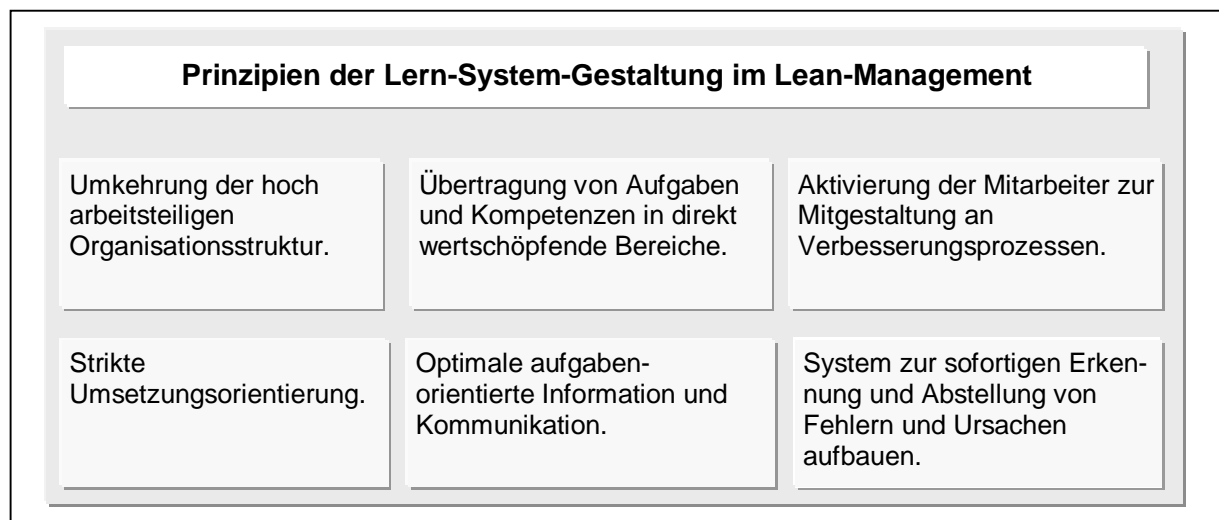 Prinzipien der Lern-System-Gestaltung im Lean-Management
Umkehrung der hoch
arbeitsteiligen
Organisationsstruktur.
Übertragung von Aufgaben
und Kompetenzen in direkt
wertschöpfende Bereiche.
Aktivierung der Mitarbeiter zur
Mitgestaltung an
Verbesserungsprozessen.
Strikte
Umsetzungsorientierung.
Optimale aufgaben-
orientierte Information und
Kommunikation.
System zur sofortigen Erken-
nung und Abstellung von
Fehlern und Ursachen
aufbauen.